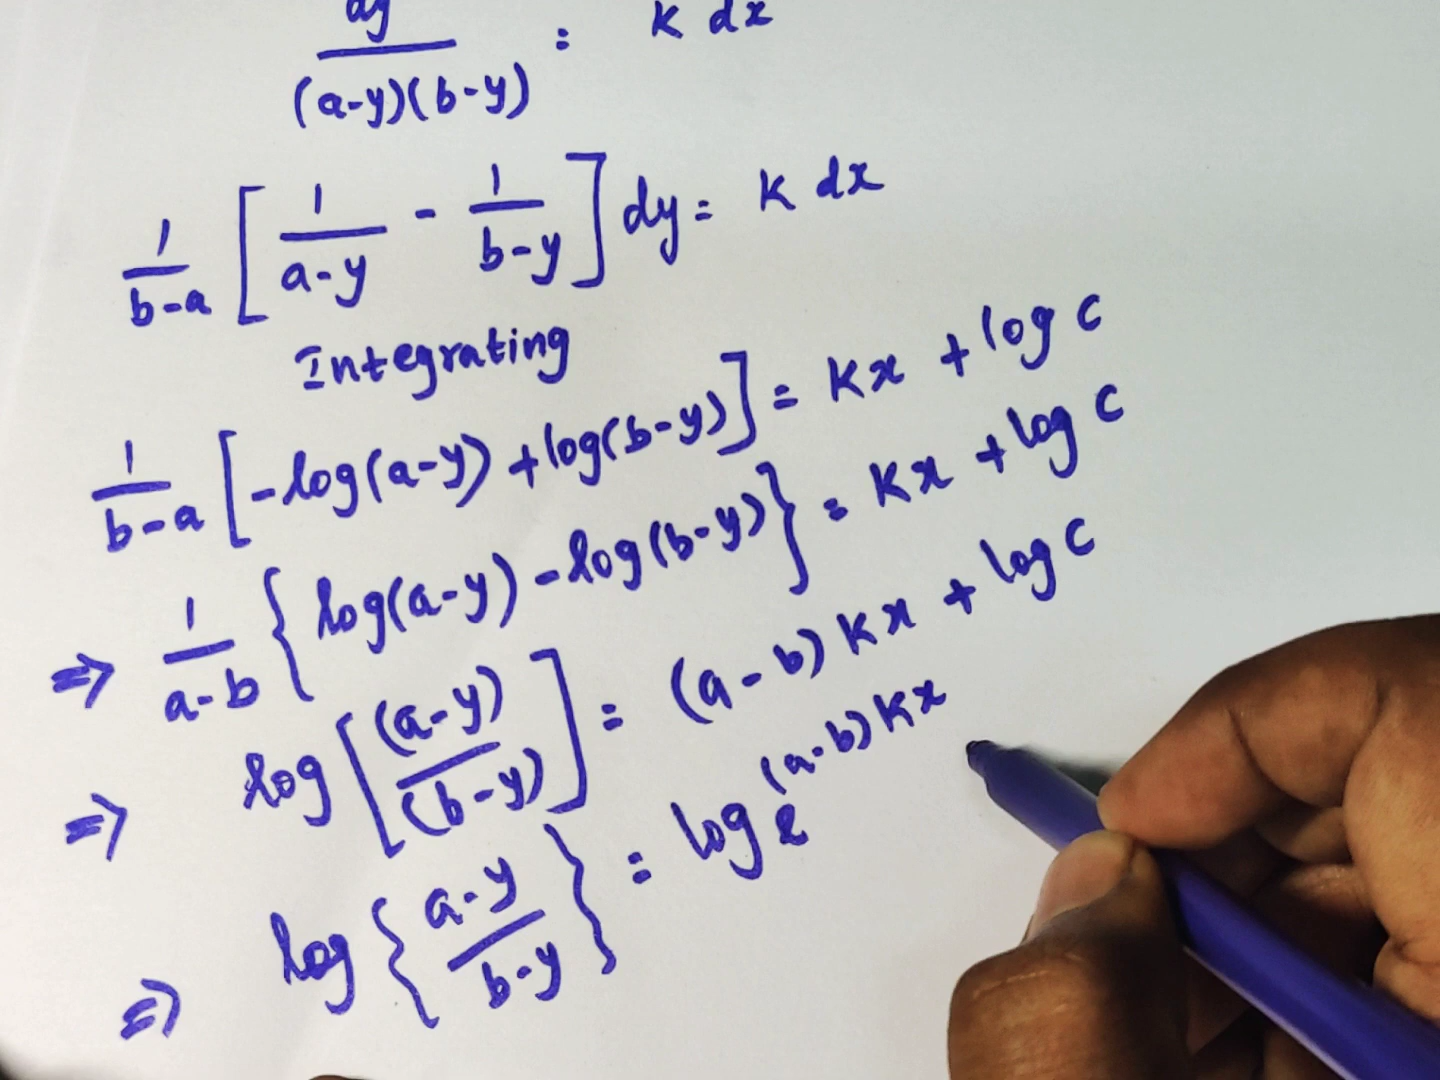 dy/(a-y)(b-y) = K dx
1/b-a [1/a-y - 1/b-y] dy = K dx
Integrating
1/b-a [-log(a-y) + log(b-y)] = Kx + log c
⇒ 1/a-b {log(a-y) - log(b-y)} = Kx + log c
⇒ log [(a-y)/(b-y)] = (a-b) Kx + log c
⇒ log {a-y/b-y} = log e^(a-b) Kx